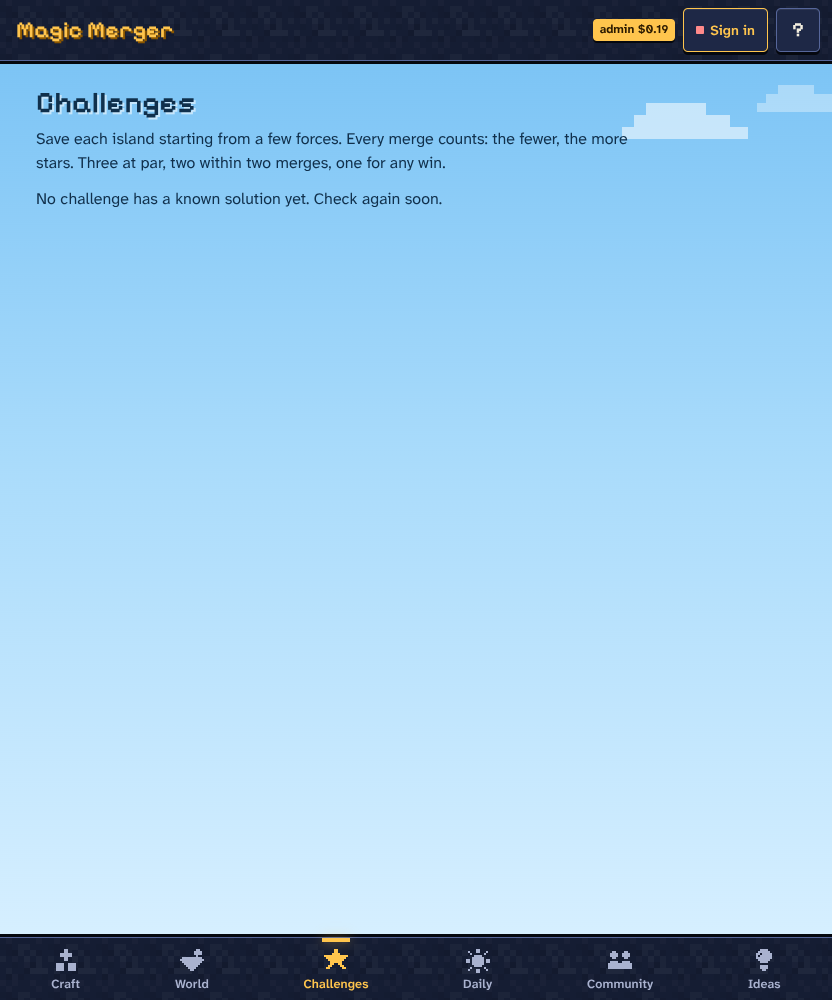 Magic Merger
admin $0.19
Sign in
?
Challenges
Save each island starting from a few forces. Every merge counts: the fewer, the more
stars. Three at par, two within two merges, one for any win.
No challenge has a known solution yet. Check again soon.
Craft
World
Challenges
Daily
Community
Ideas